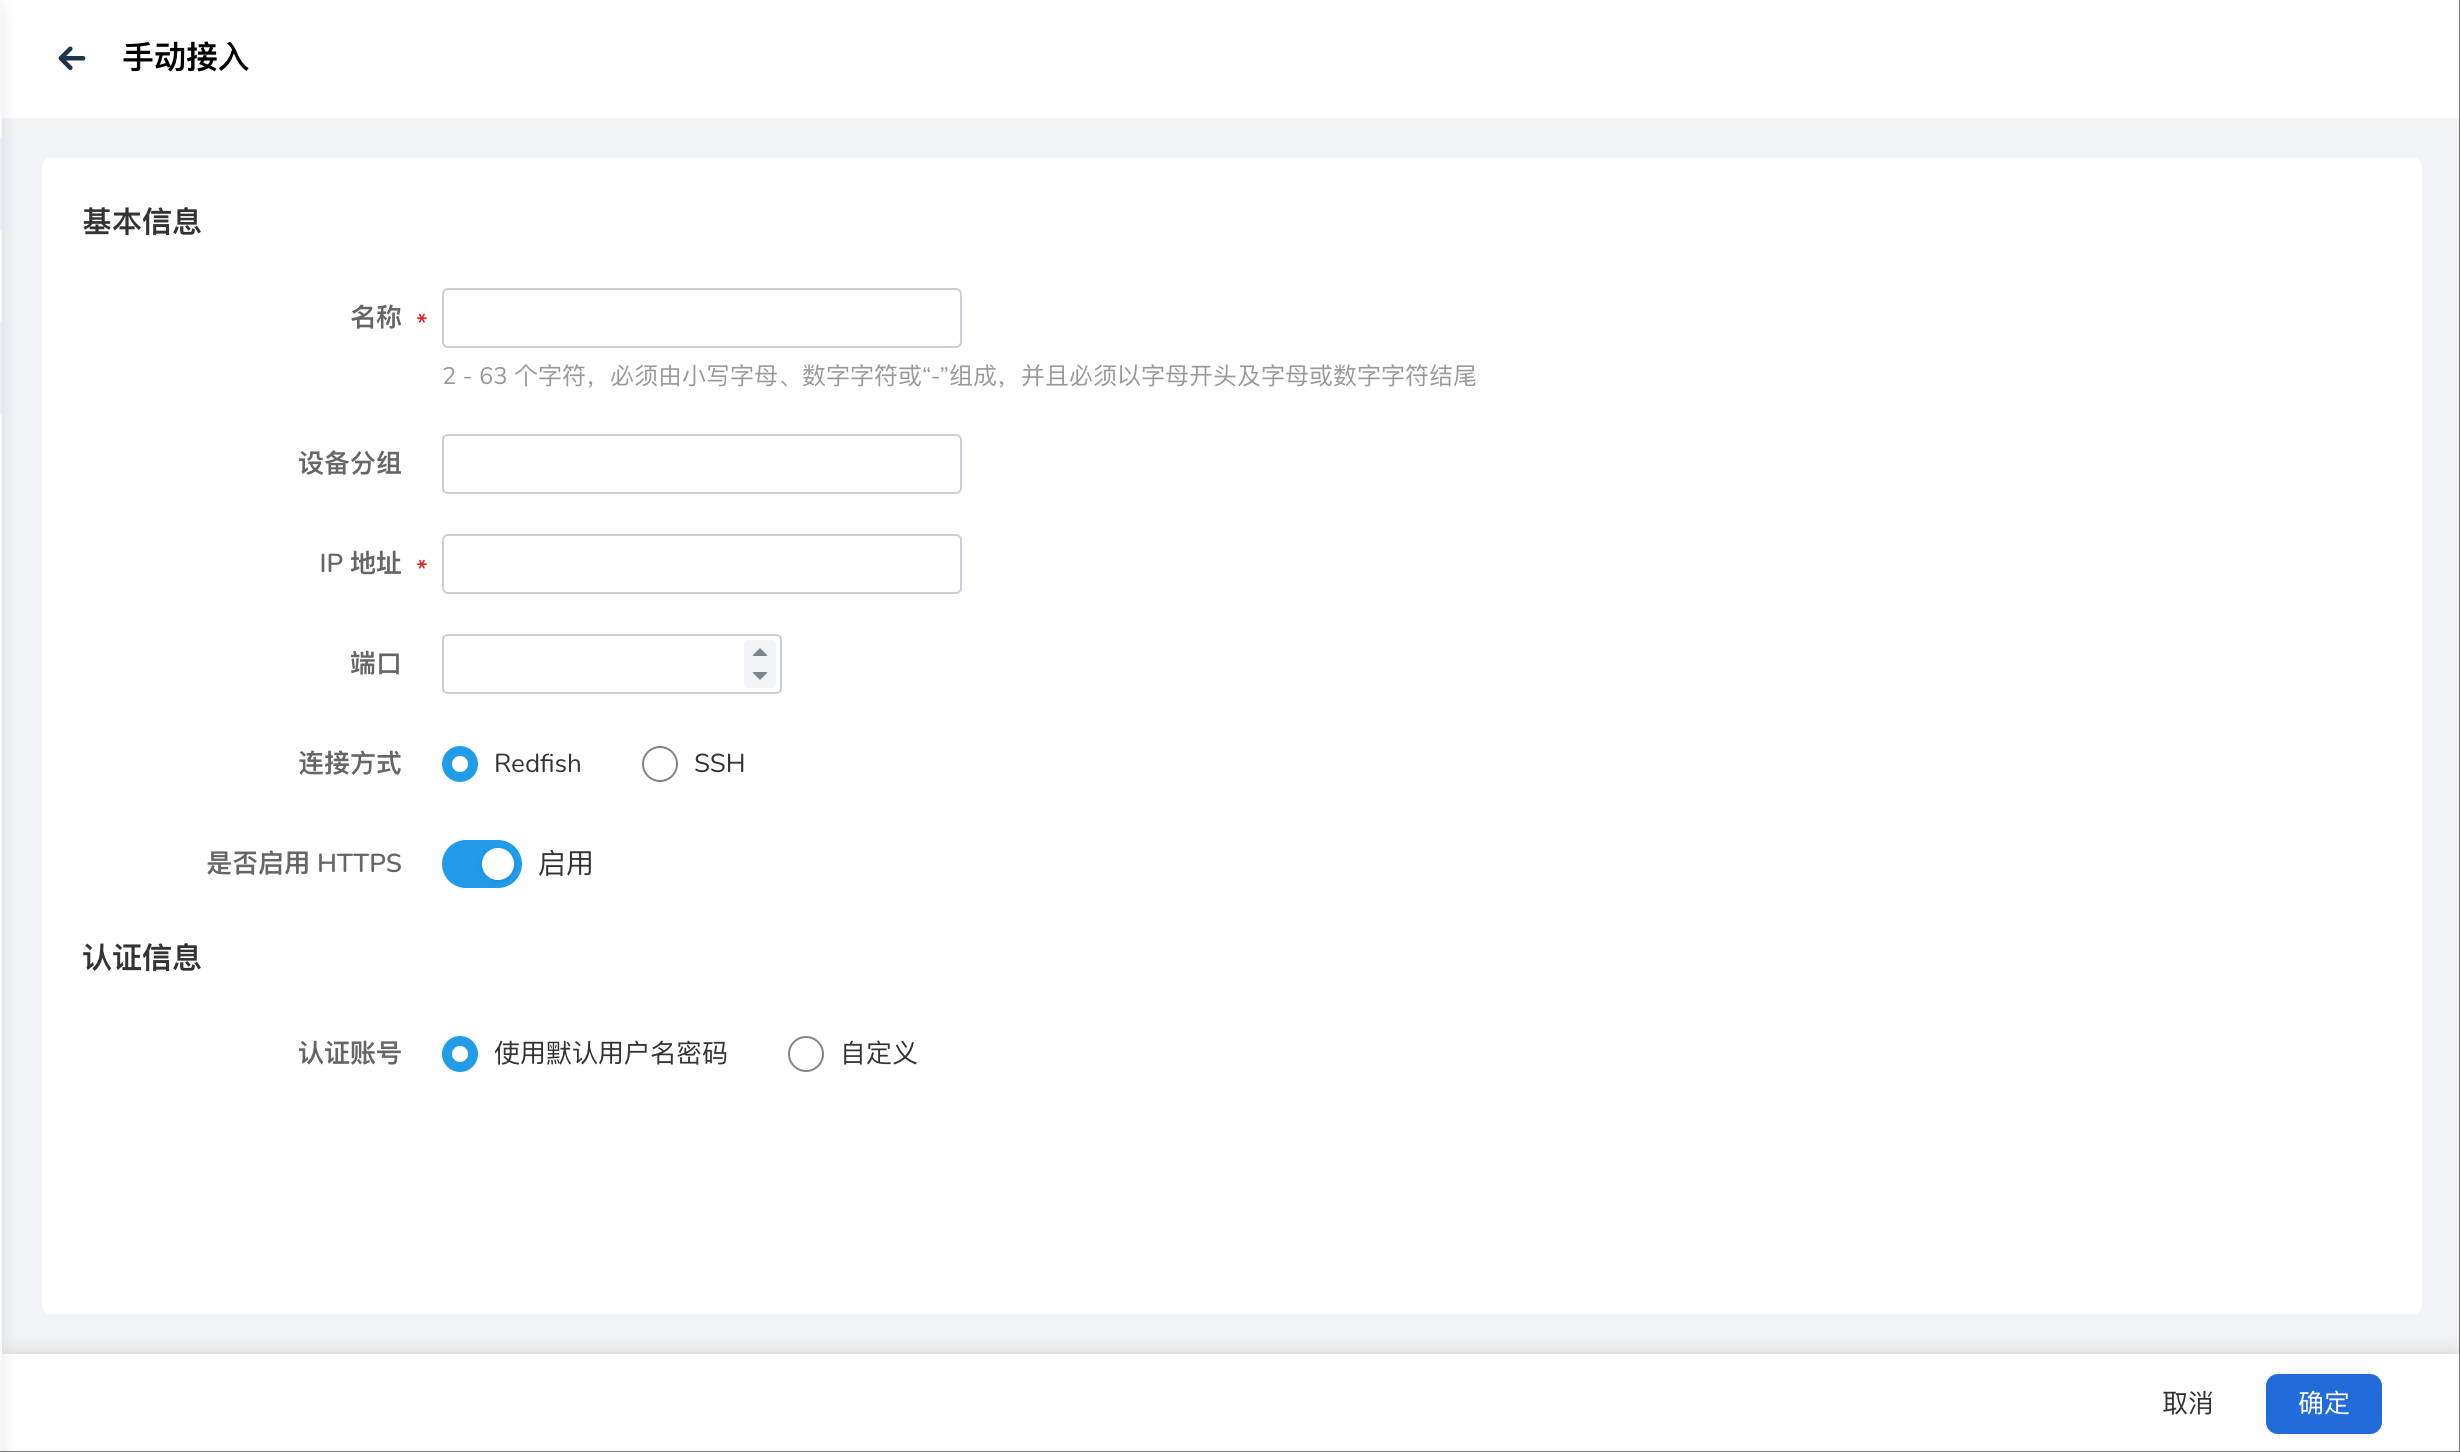 手动接入
基本信息
名称 *
2 - 63 个字符，必须由小写字母、数字字符或“-”组成，并且必须以字母开头及字母或数字字符结尾
设备分组
IP 地址 *
端口
连接方式 Redfish SSH
是否启用 HTTPS 启用
认证信息
认证账号 使用默认用户名密码 自定义
取消 确定